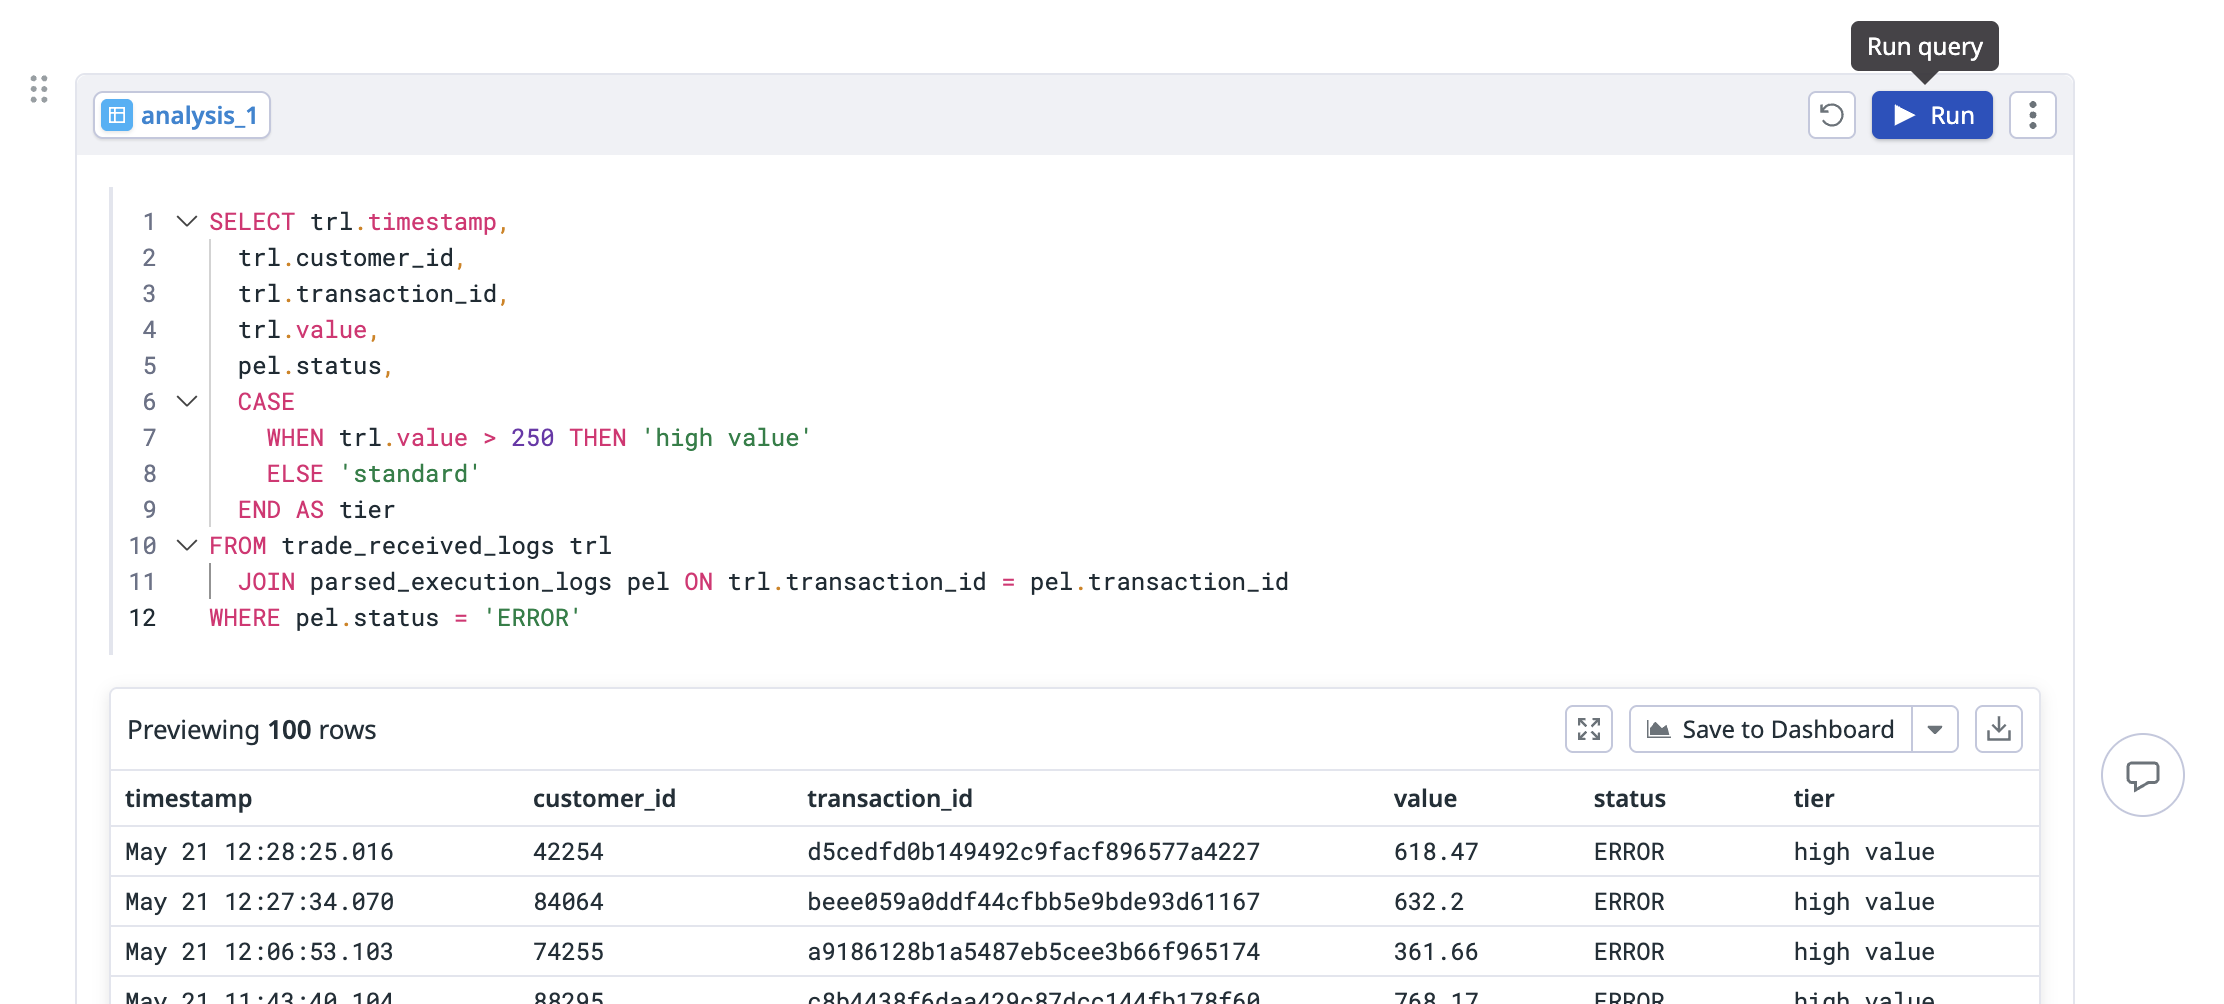 Run query
analysis_1
Run
1 SELECT trl.timestamp,
2 trl.customer_id,
3 trl.transaction_id,
4 trl.value,
5 pel.status,
6 CASE
7 WHEN trl.value > 250 THEN 'high value'
8 ELSE 'standard'
9 END AS tier
10 FROM trade_received_logs trl
11 JOIN parsed_execution_logs pel ON trl.transaction_id = pel.transaction_id
12 WHERE pel.status = 'ERROR'
Previewing 100 rows Save to Dashboard
timestamp customer_id transaction_id value status tier
May 21 12:28:25.016 42254 d5cedfd0b149492c9facf896577a4227 618.47 ERROR high value
May 21 12:27:34.070 84064 beee059a0ddf44cfbb5e9bde93d61167 632.2 ERROR high value
May 21 12:06:53.103 74255 a9186128b1a5487eb5cee3b66f965174 361.66 ERROR high value
May 21 11:43:40.104 88295 c8b4438f6daa429c87dcc144fb178f60 768.17 ERROR high value